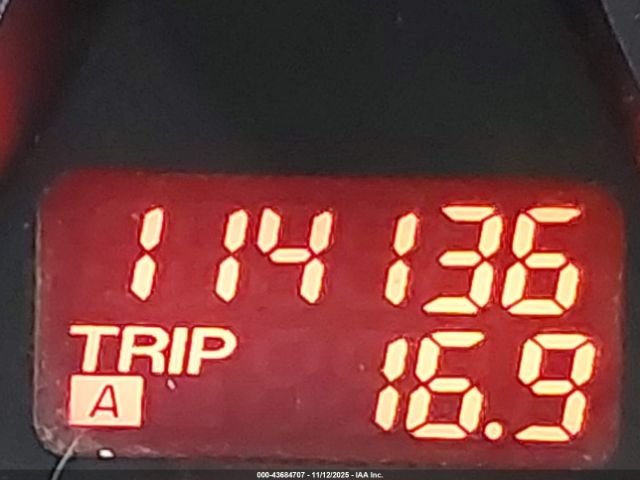 114136
TRIP
A 16.9
000-43684707 - 11/12/2025 - IAA Inc.